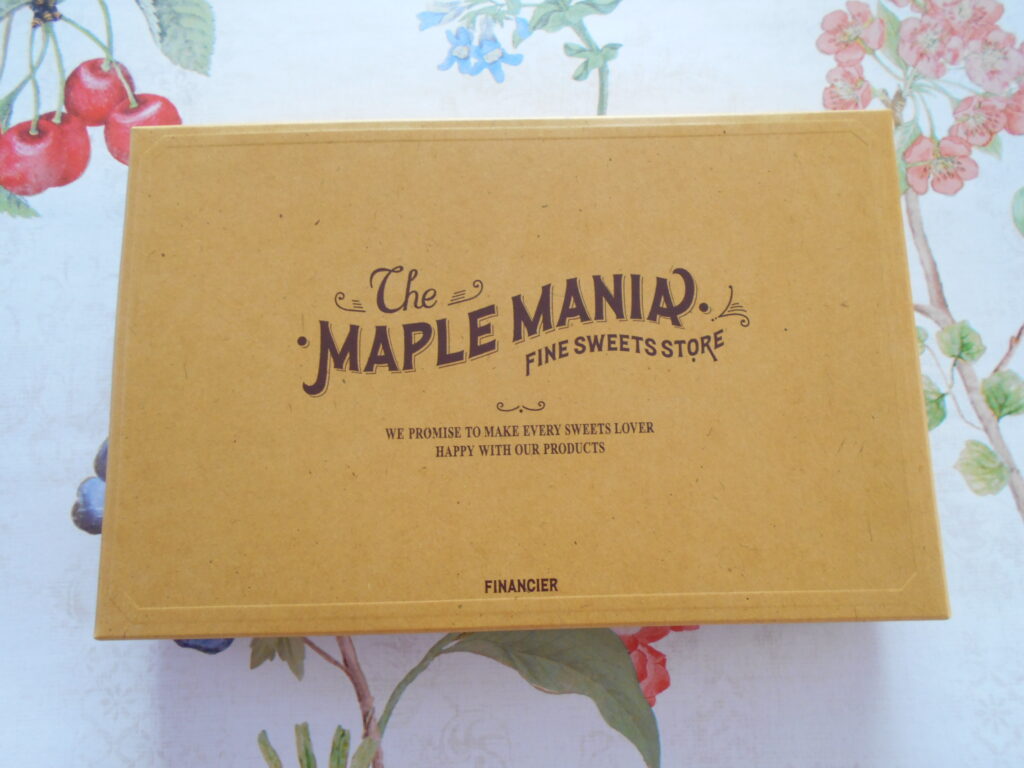 The
MAPLE MANIA
FINE SWEETS STORE
WE PROMISE TO MAKE EVERY SWEETS LOVER
HAPPY WITH OUR PRODUCTS
FINANCIER